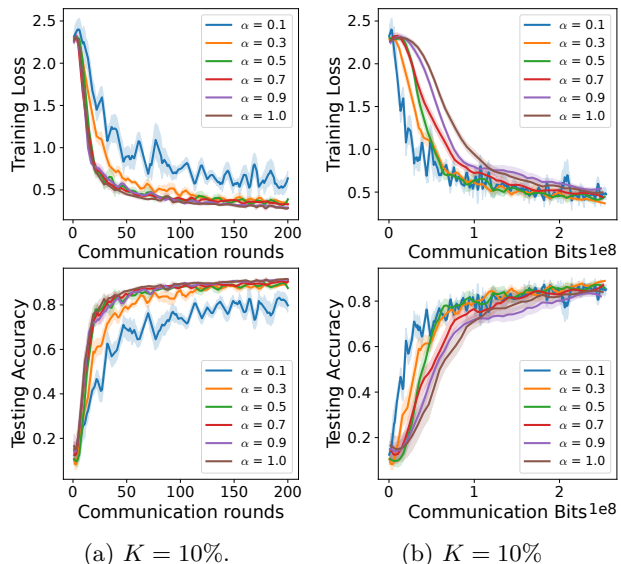 2.5
2.0
1.5
1.0
0.5
Training Loss
α = 0.1
α = 0.3
α = 0.5
α = 0.7
α = 0.9
α = 1.0
0 50 100 150 200
Communication rounds
2.5
2.0
1.5
1.0
0.5
Training Loss
α = 0.1
α = 0.3
α = 0.5
α = 0.7
α = 0.9
α = 1.0
0 1 2
Communication Bits 1e8
0.8
0.6
0.4
0.2
Testing Accuracy
α = 0.1
α = 0.3
α = 0.5
α = 0.7
α = 0.9
α = 1.0
0 50 100 150 200
Communication rounds
0.8
0.6
0.4
0.2
Testing Accuracy
α = 0.1
α = 0.3
α = 0.5
α = 0.7
α = 0.9
α = 1.0
0 1 2
Communication Bits 1e8
(a) K = 10%.
(b) K = 10%